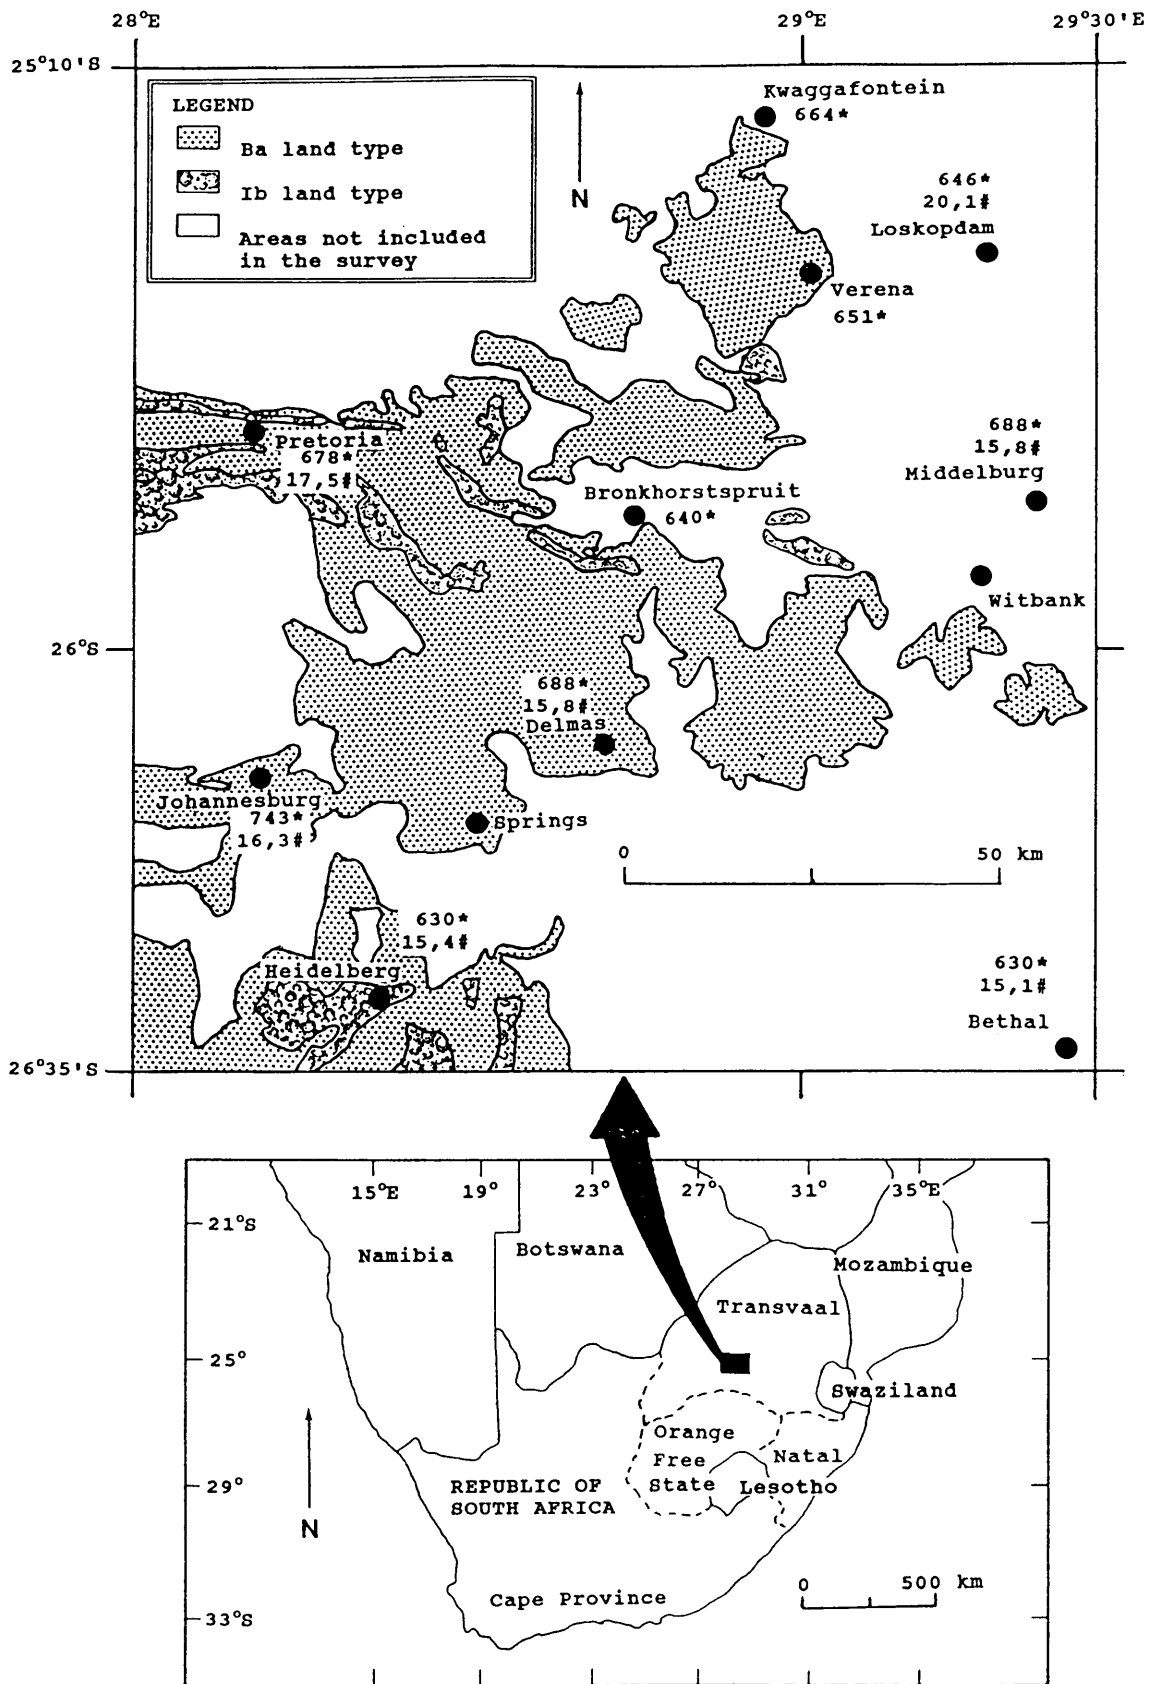 28°E
29°E
29°30'E
25°10'S
LEGEND
Ba land type
Ib land type
Areas not included
in the survey
N
Kwaggafontein
664*
646*
20,1#
Loskopdam
Verena
651*
Pretoria
678*
17,5#
688*
15,8#
Middelburg
Bronkhorstspruit
640*
Witbank
26°S
688*
15,8#
Delmas
Johannesburg
743*
16,3#
Springs
0 50 km
630*
15,4#
Heidelberg
630*
15,1#
Bethal
26°35'S
15°E 19° 23° 27° 31° 35°E
21°S
Namibia
Botswana
Mozambique
Transvaal
25°
Swaziland
Orange
Free
State
Natal
Lesotho
29°
REPUBLIC OF
SOUTH AFRICA
N
Cape Province
0 500 km
33°S